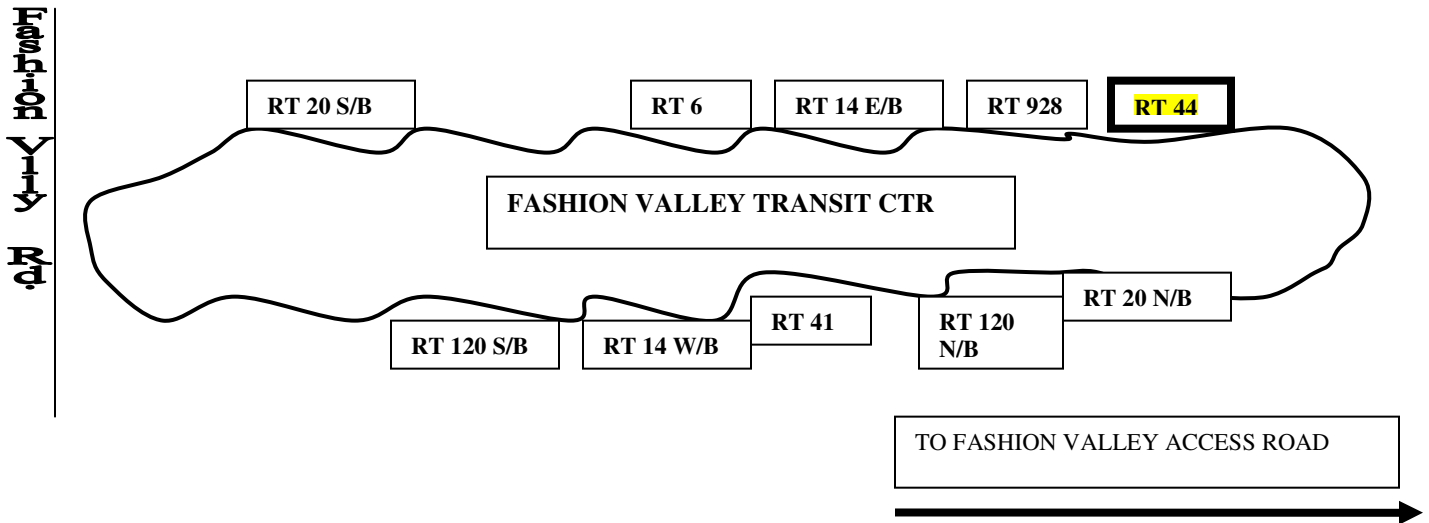 Fashion Vlly Rd.
RT 20 S/B
RT 6
RT 14 E/B
RT 928
RT 44
FASHION VALLEY TRANSIT CTR
RT 20 N/B
RT 41
RT 120
N/B
RT 120 S/B
RT 14 W/B
TO FASHION VALLEY ACCESS ROAD